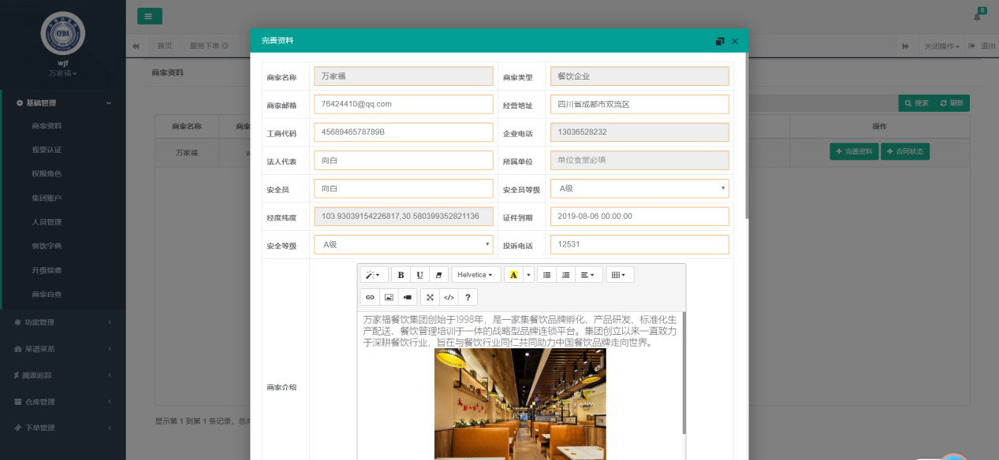 CFDA
wjf
万家福
基础管理
商家资料
我要认证
权限角色
集团账户
人员管理
餐饮字典
升级续费
商家自查
功能管理
菜谱菜系
溯源追踪
仓库管理
下单管理
0
首页
服务下单
关闭操作
退出
商家资料
搜索
刷新
商家名称
商家
操作
万家福
w
完善资料
合同状态
显示第 1 到第 1 条记录，总共
完善资料
商家名称 万家福 商家类型 餐饮企业
商家邮箱 76424410@qq.com 经营地址 四川省成都市双流区
工商代码 4568946578789B 企业电话 13036528232
法人代表 向白 所属单位 单位食堂必填
安全员 向白 安全员等级 A级
经度纬度 103.93039154226817,30.580399352821136 证件到期 2019-08-06 00:00:00
安全等级 A级 投诉电话 12531
B U Helvetica A
</> ?
商家介绍
万家福餐饮集团创始于1998年，是一家集餐饮品牌孵化、产品研发、标准化生
产配送、餐饮管理培训于一体的战略型品牌连锁平台。集团创立以来一直致力
于深耕餐饮行业，旨在与餐饮行业同仁共同助力中国餐饮品牌走向世界。